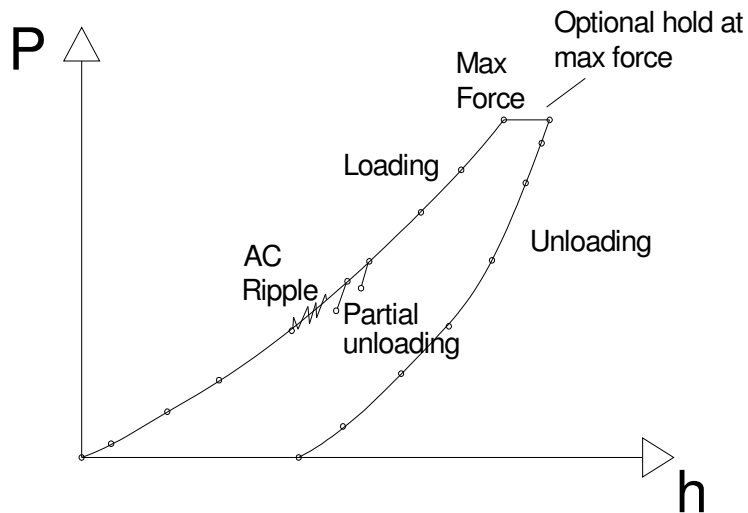 P
Optional hold at
max force
Max
Force
Loading
Unloading
AC
Ripple
Partial
unloading
h